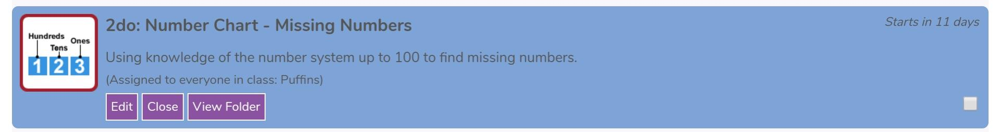 Hundreds
Ones
Tens
1 2 3
2do: Number Chart - Missing Numbers
Starts in 11 days
Using knowledge of the number system up to 100 to find missing numbers.
(Assigned to everyone in class: Puffins)
Edit Close View Folder